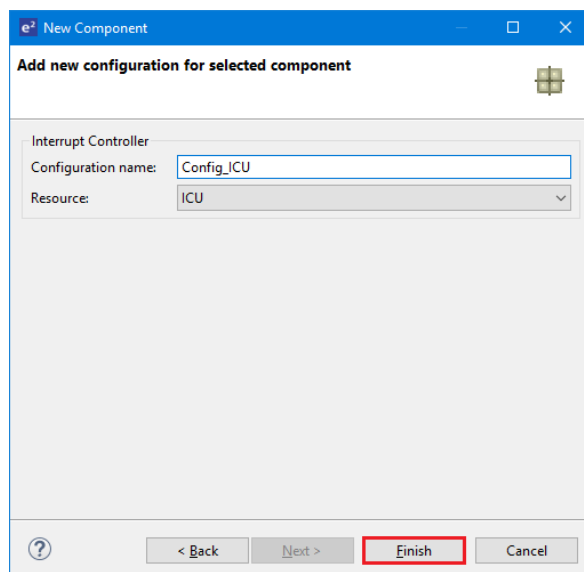 e² New Component
Add new configuration for selected component
Interrupt Controller
Configuration name: Config_ICU
Resource: ICU
? < Back Next > Finish Cancel